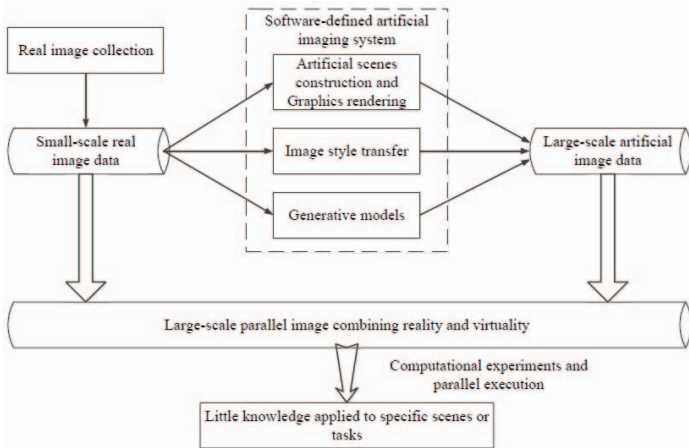 Software-defined artificial
imaging system
Real image collection
Artificial scenes
construction and
Graphics rendering
Small-scale real
image data
Image style transfer
Large-scale artificial
image data
Generative models
Large-scale parallel image combining reality and virtuality
Computational experiments and
parallel execution
Little knowledge applied to specific scenes or
tasks